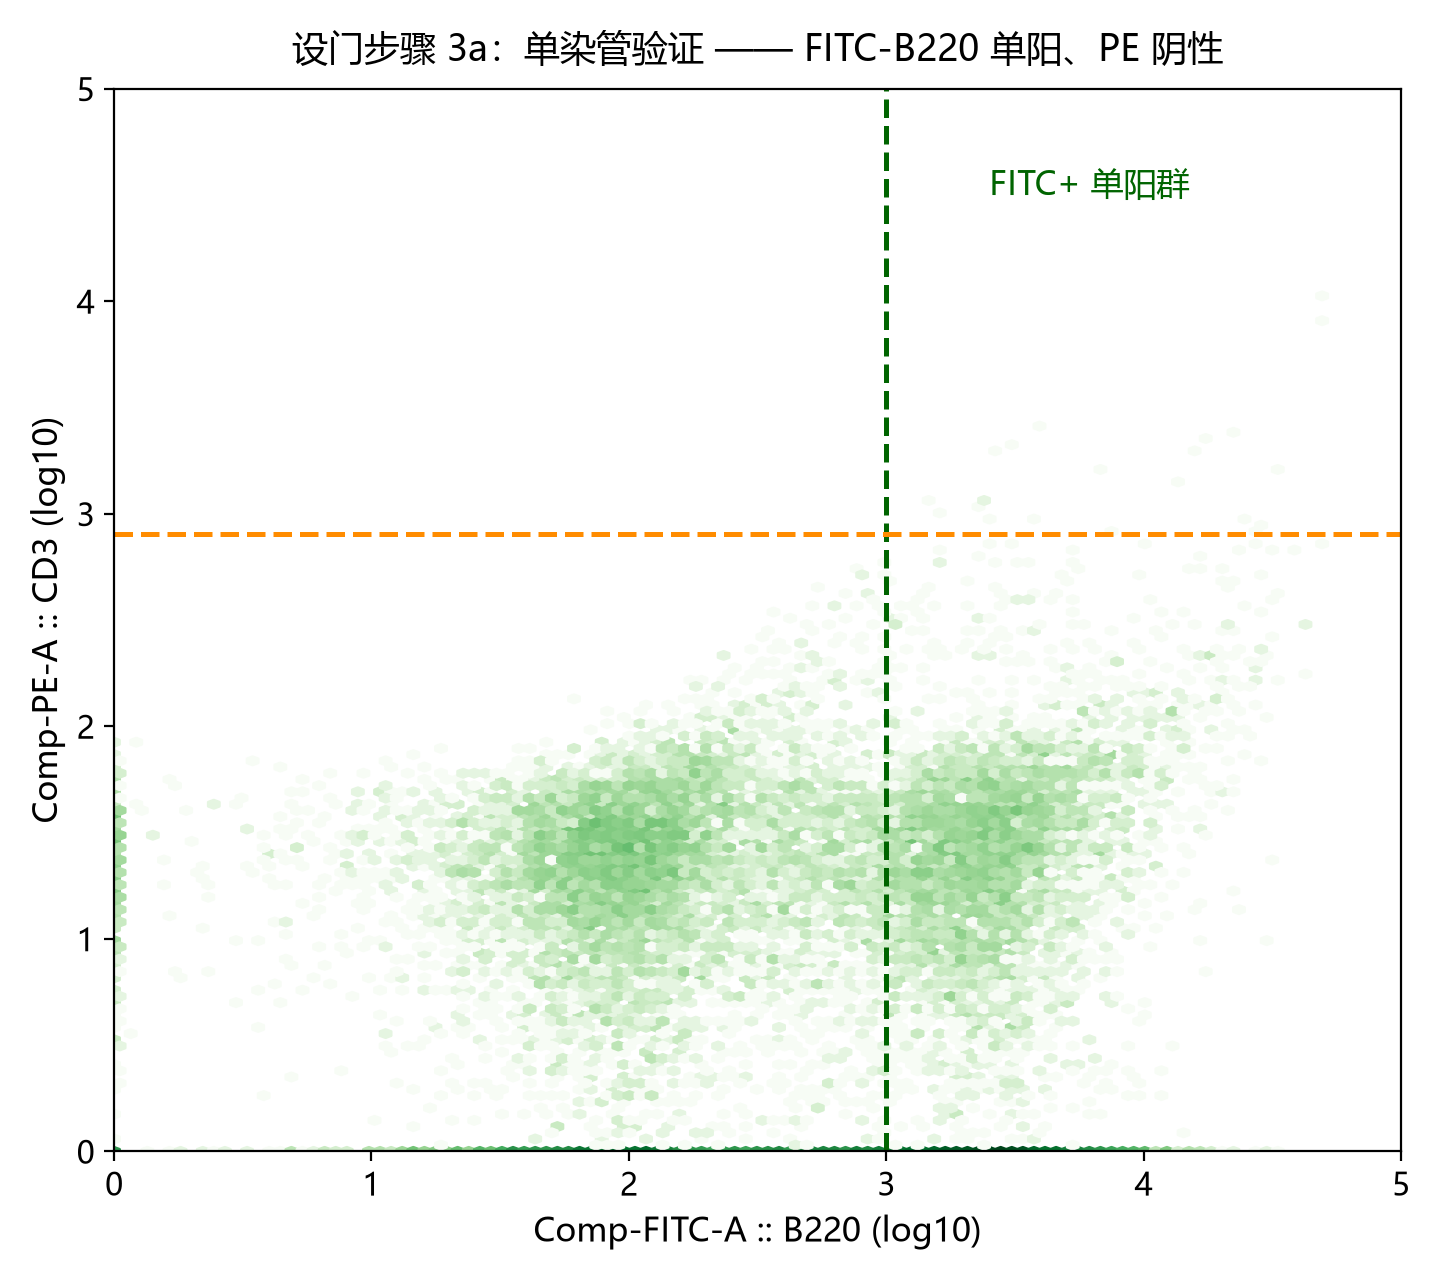 设门步骤 3a：单染管验证 —— FITC-B220 单阳、PE 阴性
FITC+ 单阳群
Comp-PE-A :: CD3 (log10)
5
4
3
2
1
0
0 1 2 3 4 5
Comp-FITC-A :: B220 (log10)